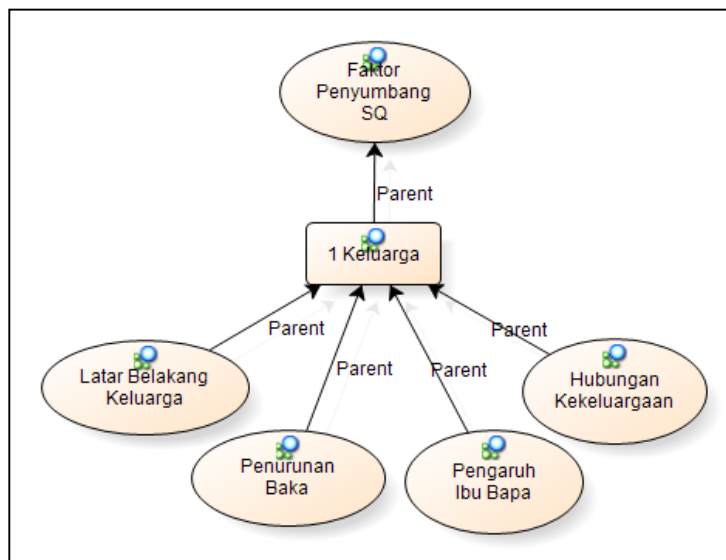 Faktor
Penyumbang
SQ
Parent
1 Keluarga
Parent
Parent
Parent
Parent
Latar Belakang
Keluarga
Penurunan
Baka
Pengaruh
Ibu Bapa
Hubungan
Kekeluargaan